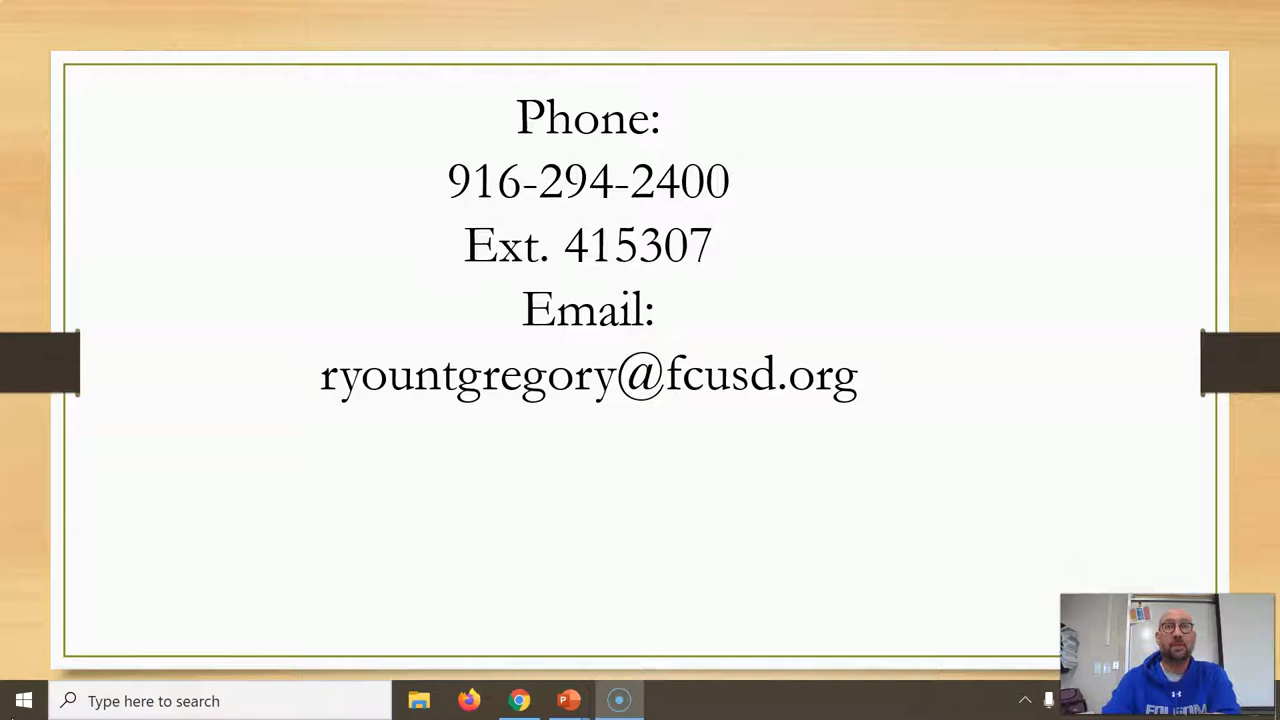 Phone:
916-294-2400
Ext. 415307
Email:
ryountgregory@fcusd.org
Type here to search